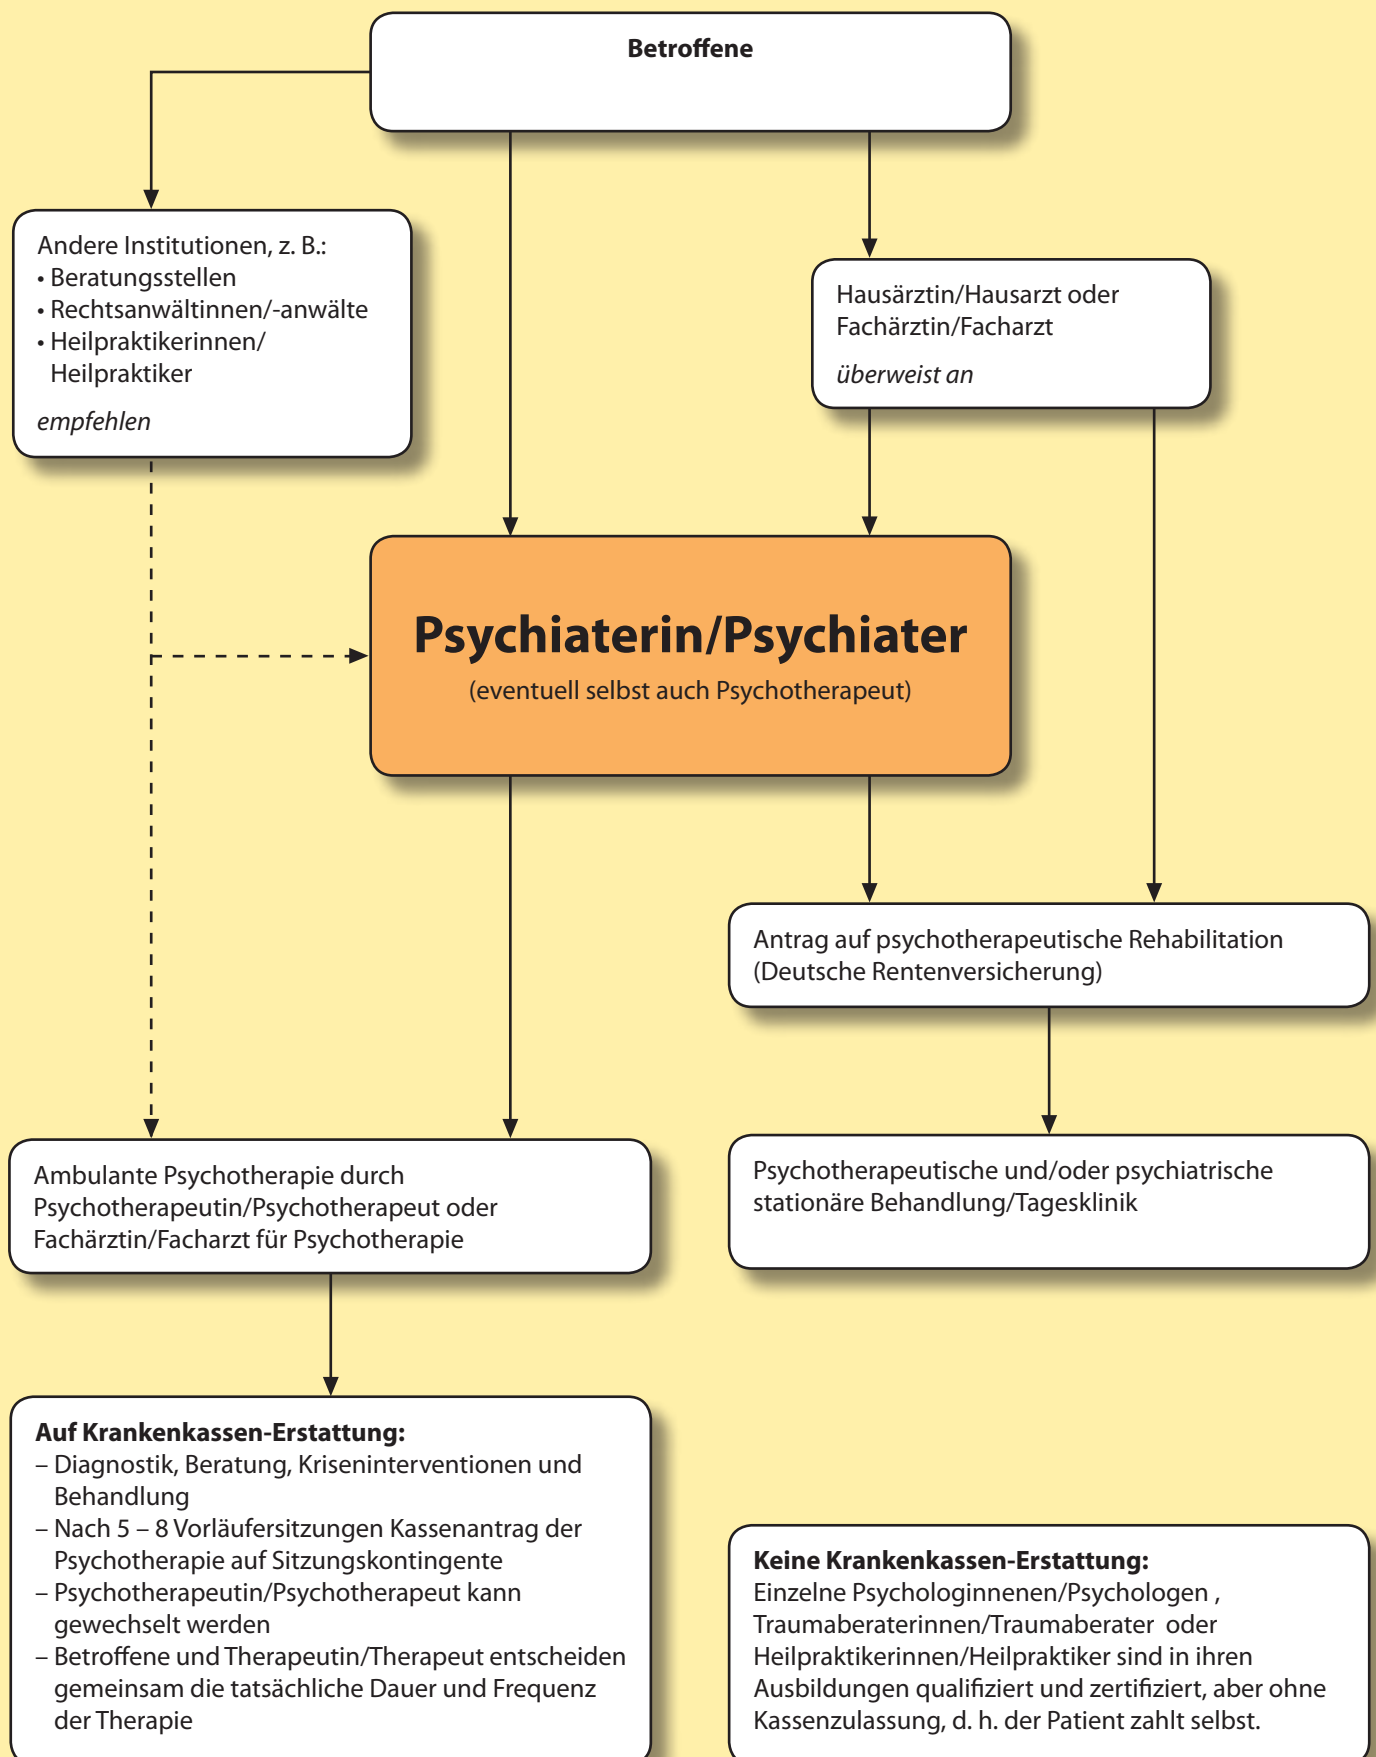 Betroffene
Andere Institutionen, z. B.:
• Beratungsstellen
• Rechtsanwältinnen/-anwälte
• Heilpraktikerinnen/
Heilpraktiker
empfehlen
Hausärztin/Hausarzt oder
Fachärztin/Facharzt
überweist an
Psychiaterin/Psychiater
(eventuell selbst auch Psychotherapeut)
Antrag auf psychotherapeutische Rehabilitation
(Deutsche Rentenversicherung)
Ambulante Psychotherapie durch
Psychotherapeutin/Psychotherapeut oder
Fachärztin/Facharzt für Psychotherapie
Psychotherapeutische und/oder psychiatrische
stationäre Behandlung/Tagesklinik
Auf Krankenkassen-Erstattung:
– Diagnostik, Beratung, Kriseninterventionen und
Behandlung
– Nach 5 – 8 Vorläufersitzungen Kassenantrag der
Psychotherapie auf Sitzungskontingente
– Psychotherapeutin/Psychotherapeut kann
gewechselt werden
– Betroffene und Therapeutin/Therapeut entscheiden
gemeinsam die tatsächliche Dauer und Frequenz
der Therapie
Keine Krankenkassen-Erstattung:
Einzelne Psychologinnenen/Psychologen ,
Traumaberaterinnen/Traumaberater oder
Heilpraktikerinnen/Heilpraktiker sind in ihren
Ausbildungen qualifiziert und zertifiziert, aber ohne
Kassenzulassung, d. h. der Patient zahlt selbst.